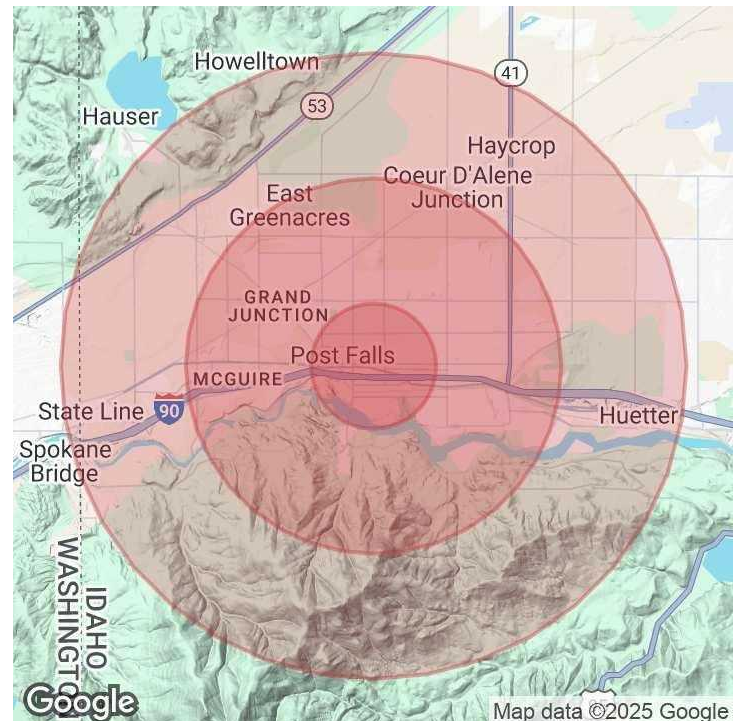 Howelltown
41
53
Hauser
Haycrop
Coeur D'Alene
Junction
East
Greenacres
GRAND
JUNCTION
Post Falls
MCGUIRE
State Line
90
Huetter
Spokane
Bridge
IDAHO
WASHINGTON
Google
Map data ©2025 Google